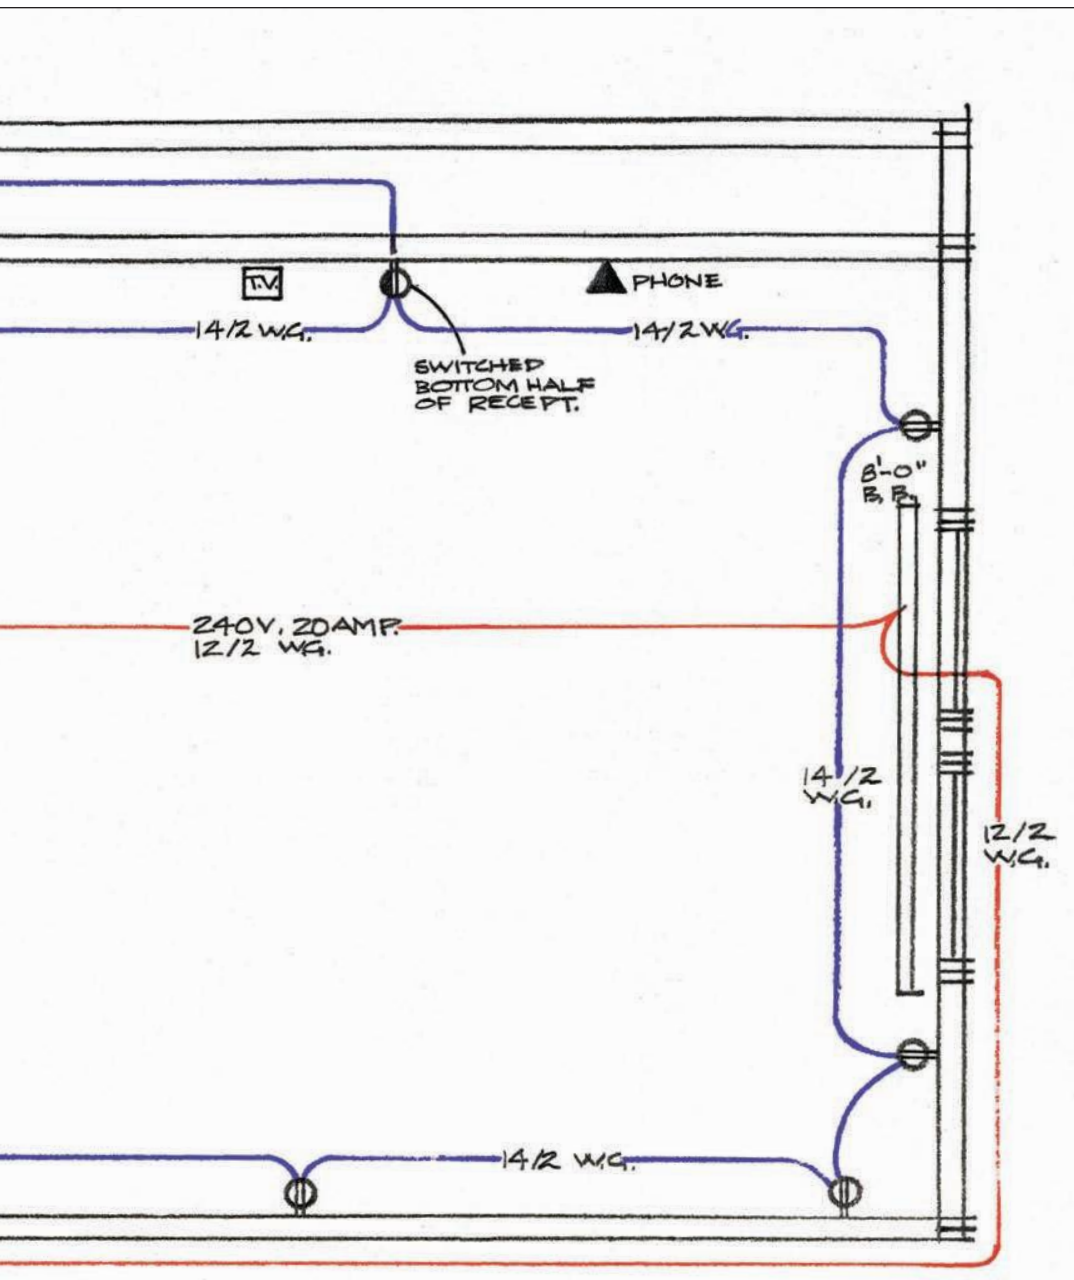 T.V.
PHONE
14/2 W.G.
14/2 W.G.
SWITCHED
BOTTOM HALF
OF RECEPT.
8'-0"
B.B.
240V. 20AMP.
12/2 W.G.
14/2
W.G.
12/2
W.G.
14/2 W.G.